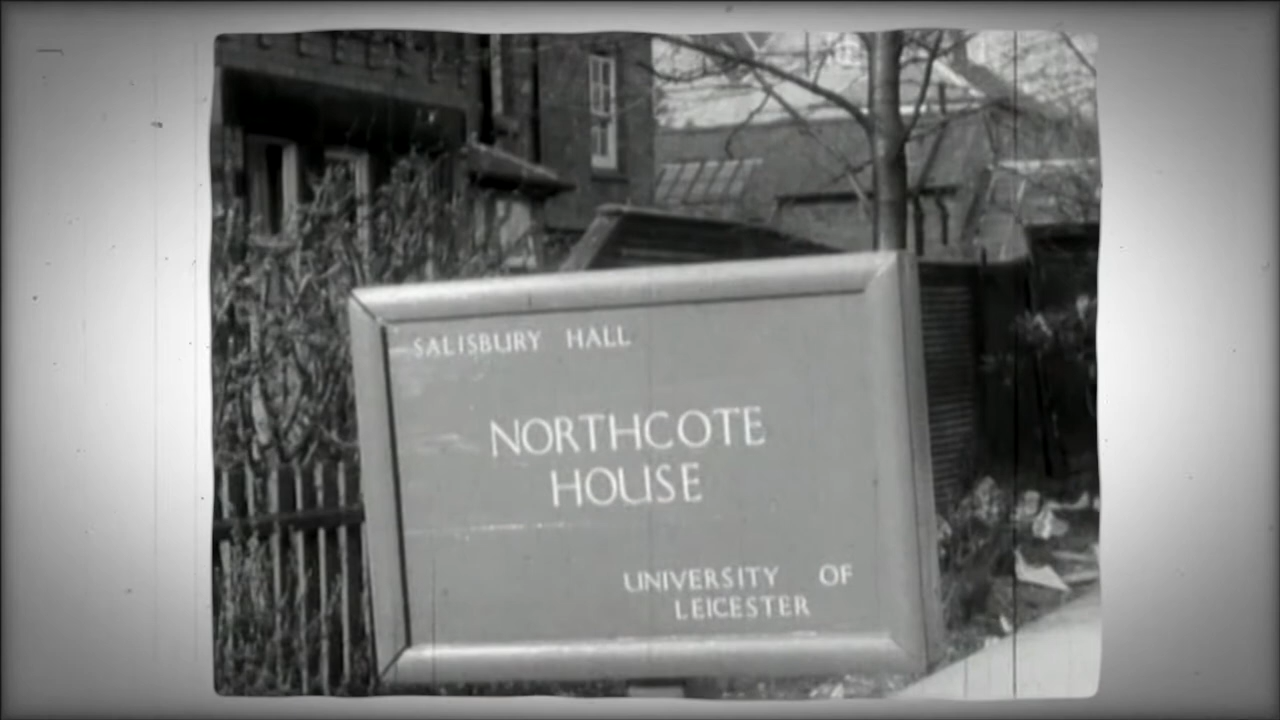 SALISBURY HALL
NORTHCOTE
HOUSE
UNIVERSITY OF
LEICESTER